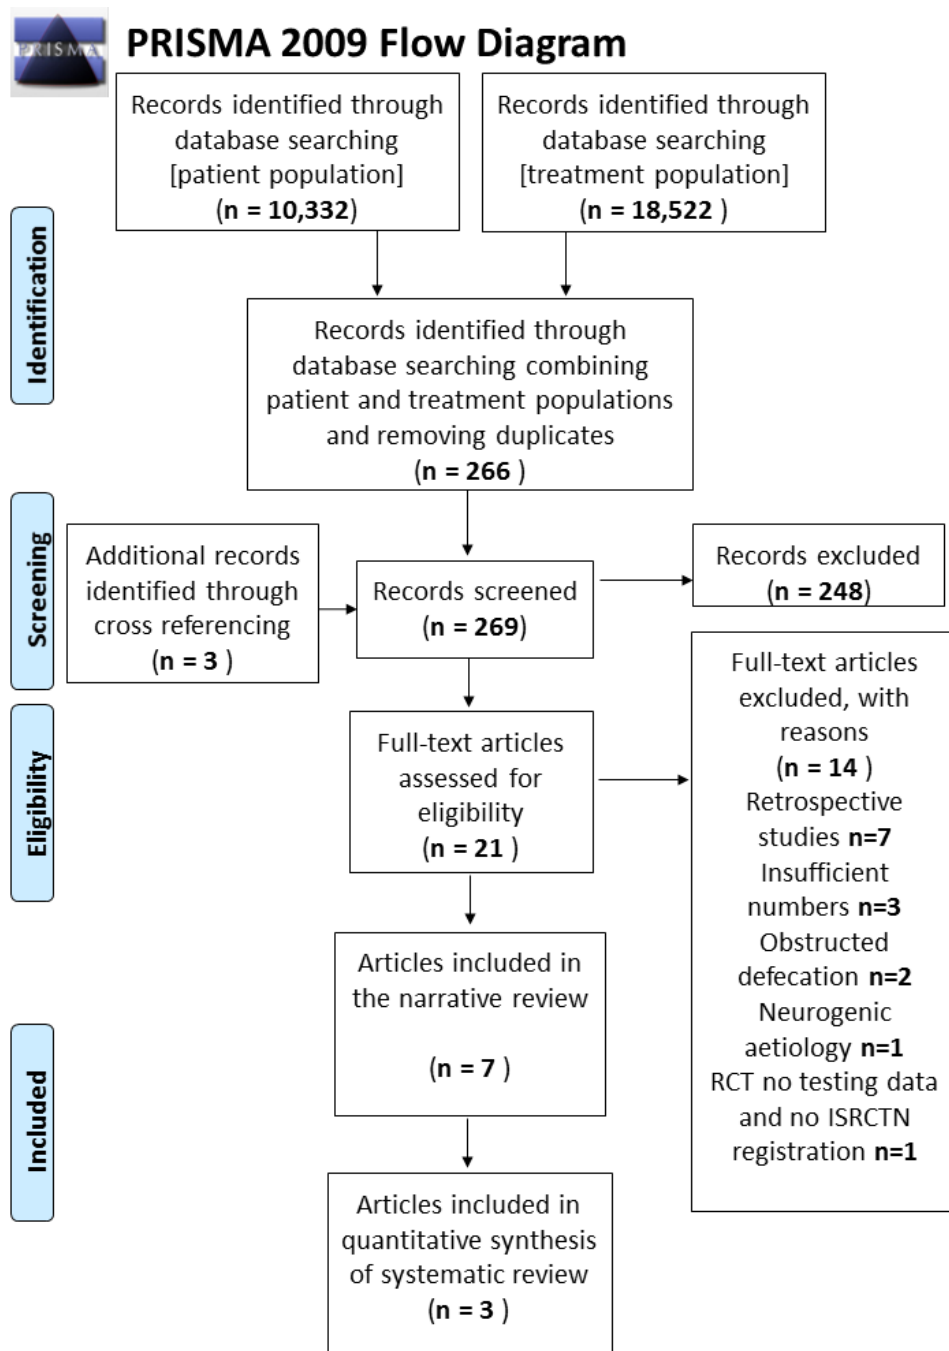 PRISMA
PRISMA 2009 Flow Diagram
Records identified through
database searching
[patient population]
(n = 10,332)
Records identified through
database searching
[treatment population]
(n = 18,522 )
Identification
Records identified through
database searching combining
patient and treatment populations
and removing duplicates
(n = 266 )
Screening
Additional records
identified through
cross referencing
(n = 3 )
Records screened
(n = 269)
Records excluded
(n = 248)
Eligibility
Full-text articles
assessed for
eligibility
(n = 21 )
Full-text articles
excluded, with
reasons
(n = 14 )
Retrospective
studies n=7
Insufficient
numbers n=3
Obstructed
defecation n=2
Neurogenic
aetiology n=1
RCT no testing data
and no ISRCTN
registration n=1
Included
Articles included in
the narrative review
(n = 7 )
Articles included in
quantitative synthesis
of systematic review
(n = 3 )